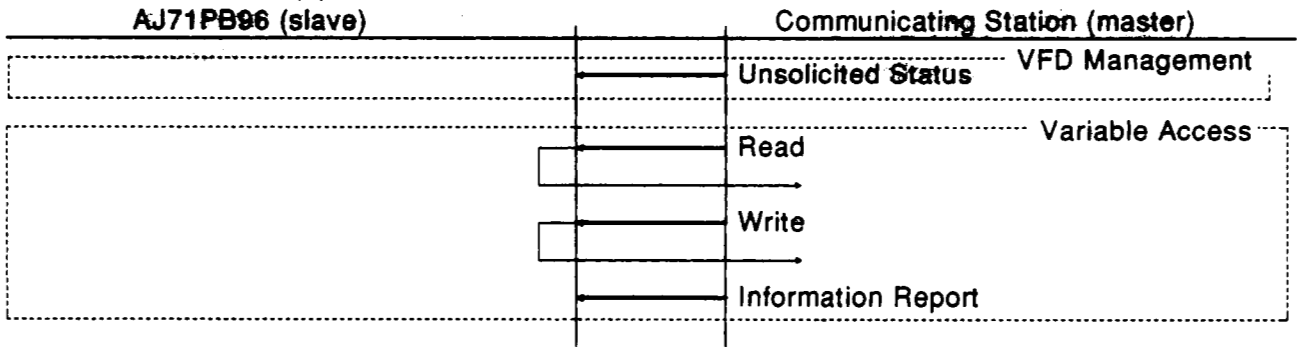 AJ71PB96 (slave) Communicating Station (master)
VFD Management
Unsolicited Status
Variable Access
Read
Write
Information Report